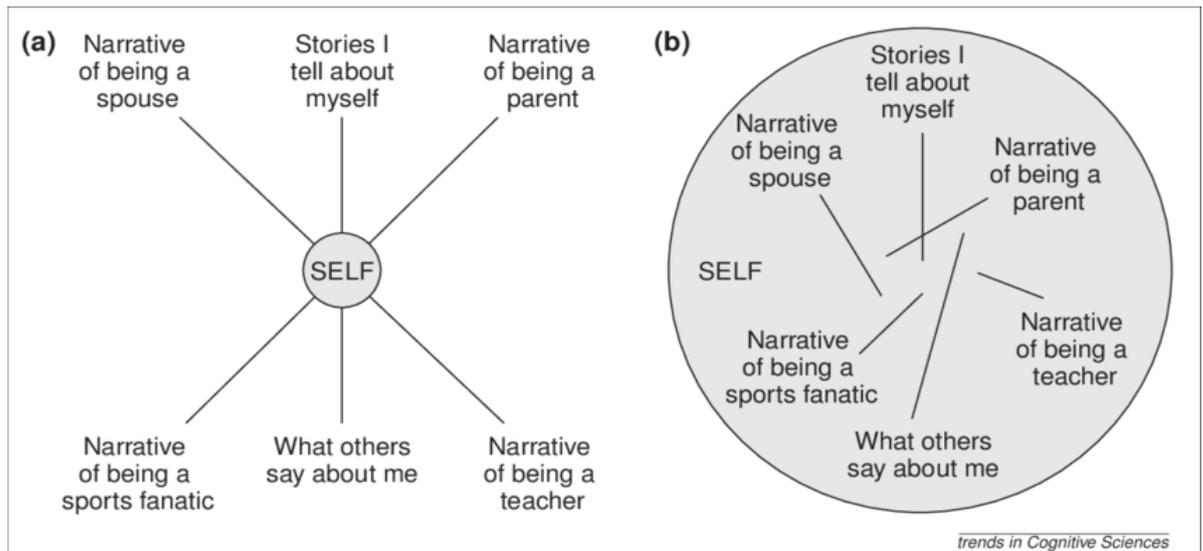 (a)
Narrative
of being a
spouse
Stories I
tell about
myself
Narrative
of being a
parent
SELF
Narrative
of being a
sports fanatic
What others
say about me
Narrative
of being a
teacher
(b)
Stories I
tell about
myself
Narrative
of being a
spouse
Narrative
of being a
parent
SELF
Narrative
of being a
sports fanatic
Narrative
of being a
teacher
What others
say about me
trends in Cognitive Sciences